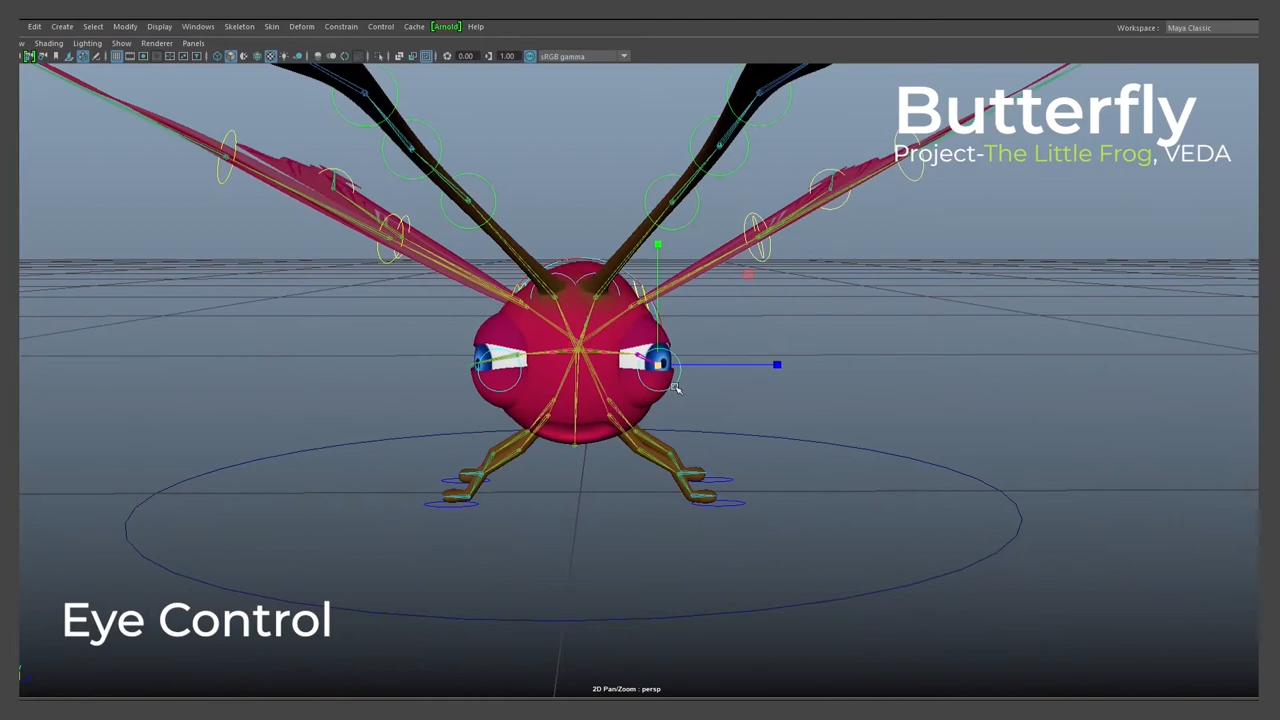 Edit Create Select Modify Display Windows Skeleton Skin Deform Constrain Control Cache [Arnold] Help
Workspace : Maya Classic
Shading Lighting Show Renderer Panels
0.00 1.00 sRGB gamma
Butterfly
Project-The Little Frog, VEDA
Eye Control
2D Pan/Zoom : persp